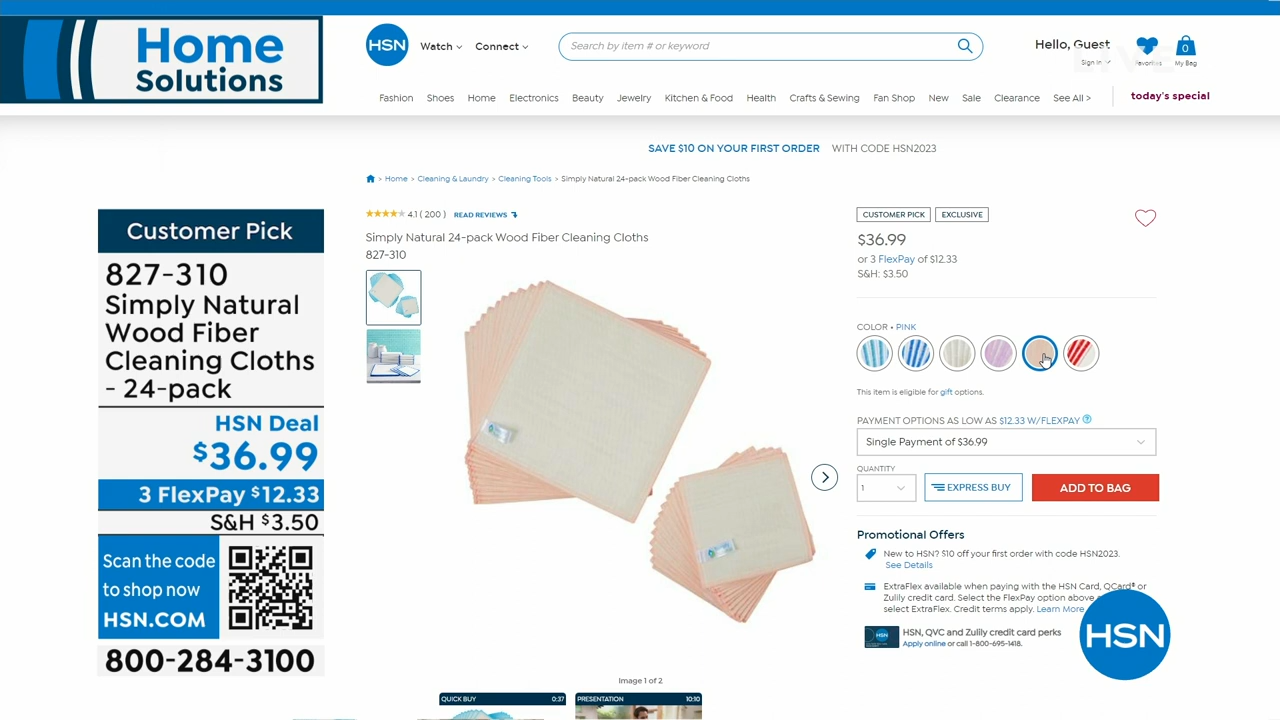 Home
Solutions
HSN
Watch
Connect
Search by item # or keyword
Hello, Guest
Sign In
Favorites
0
My Bag
Fashion Shoes Home Electronics Beauty Jewelry Kitchen & Food Health Crafts & Sewing Fan Shop New Sale Clearance See All >
today's special
SAVE $10 ON YOUR FIRST ORDER WITH CODE HSN2023
> Home > Cleaning & Laundry > Cleaning Tools > Simply Natural 24-pack Wood Fiber Cleaning Cloths
Customer Pick
827-310
Simply Natural
Wood Fiber
Cleaning Cloths
- 24-pack
HSN Deal
$36.99
3 FlexPay $12.33
S&H $3.50
Scan the code
to shop now
HSN.COM
800-284-3100
4.1 ( 200 ) READ REVIEWS
Simply Natural 24-pack Wood Fiber Cleaning Cloths
827-310
Image 1 of 2
QUICK BUY 0:37
PRESENTATION 10:10
CUSTOMER PICK EXCLUSIVE
$36.99
or 3 FlexPay of $12.33
S&H: $3.50
COLOR • PINK
This item is eligible for gift options.
PAYMENT OPTIONS AS LOW AS $12.33 W/FLEXPAY
Single Payment of $36.99
QUANTITY
1
EXPRESS BUY
ADD TO BAG
Promotional Offers
New to HSN? $10 off your first order with code HSN2023.
See Details
ExtraFlex available when paying with the HSN Card, QCard® or
Zulily credit card. Select the FlexPay option above
select ExtraFlex. Credit terms apply. Learn More
HSN
HSN, QVC and Zulily credit card perks
Apply online or call 1-800-695-1418.
HSN